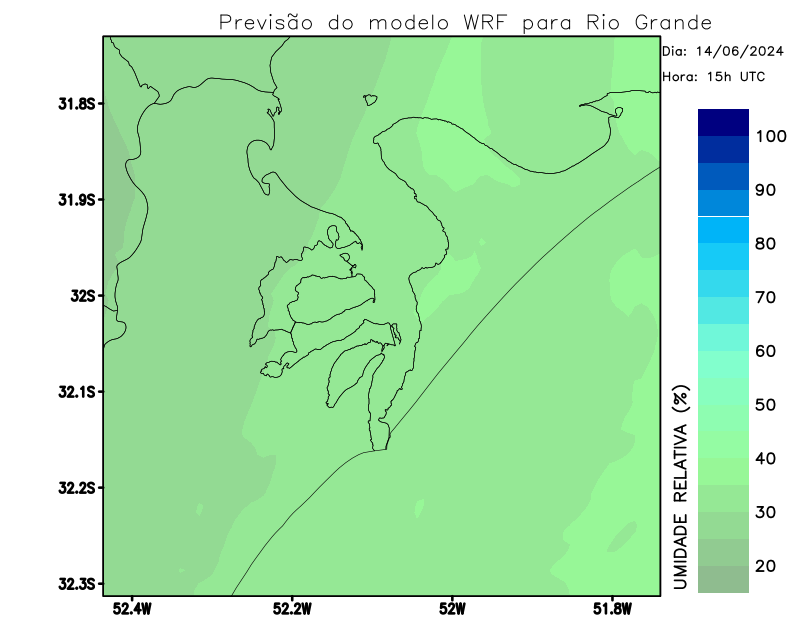 Previsão do modelo WRF para Rio Grande
Dia: 14/06/2024
Hora: 15h UTC
31.8S
31.9S
32S
32.1S
32.2S
32.3S
52.4W
52.2W
52W
51.8W
UMIDADE RELATIVA (%)
100
90
80
70
60
50
40
30
20